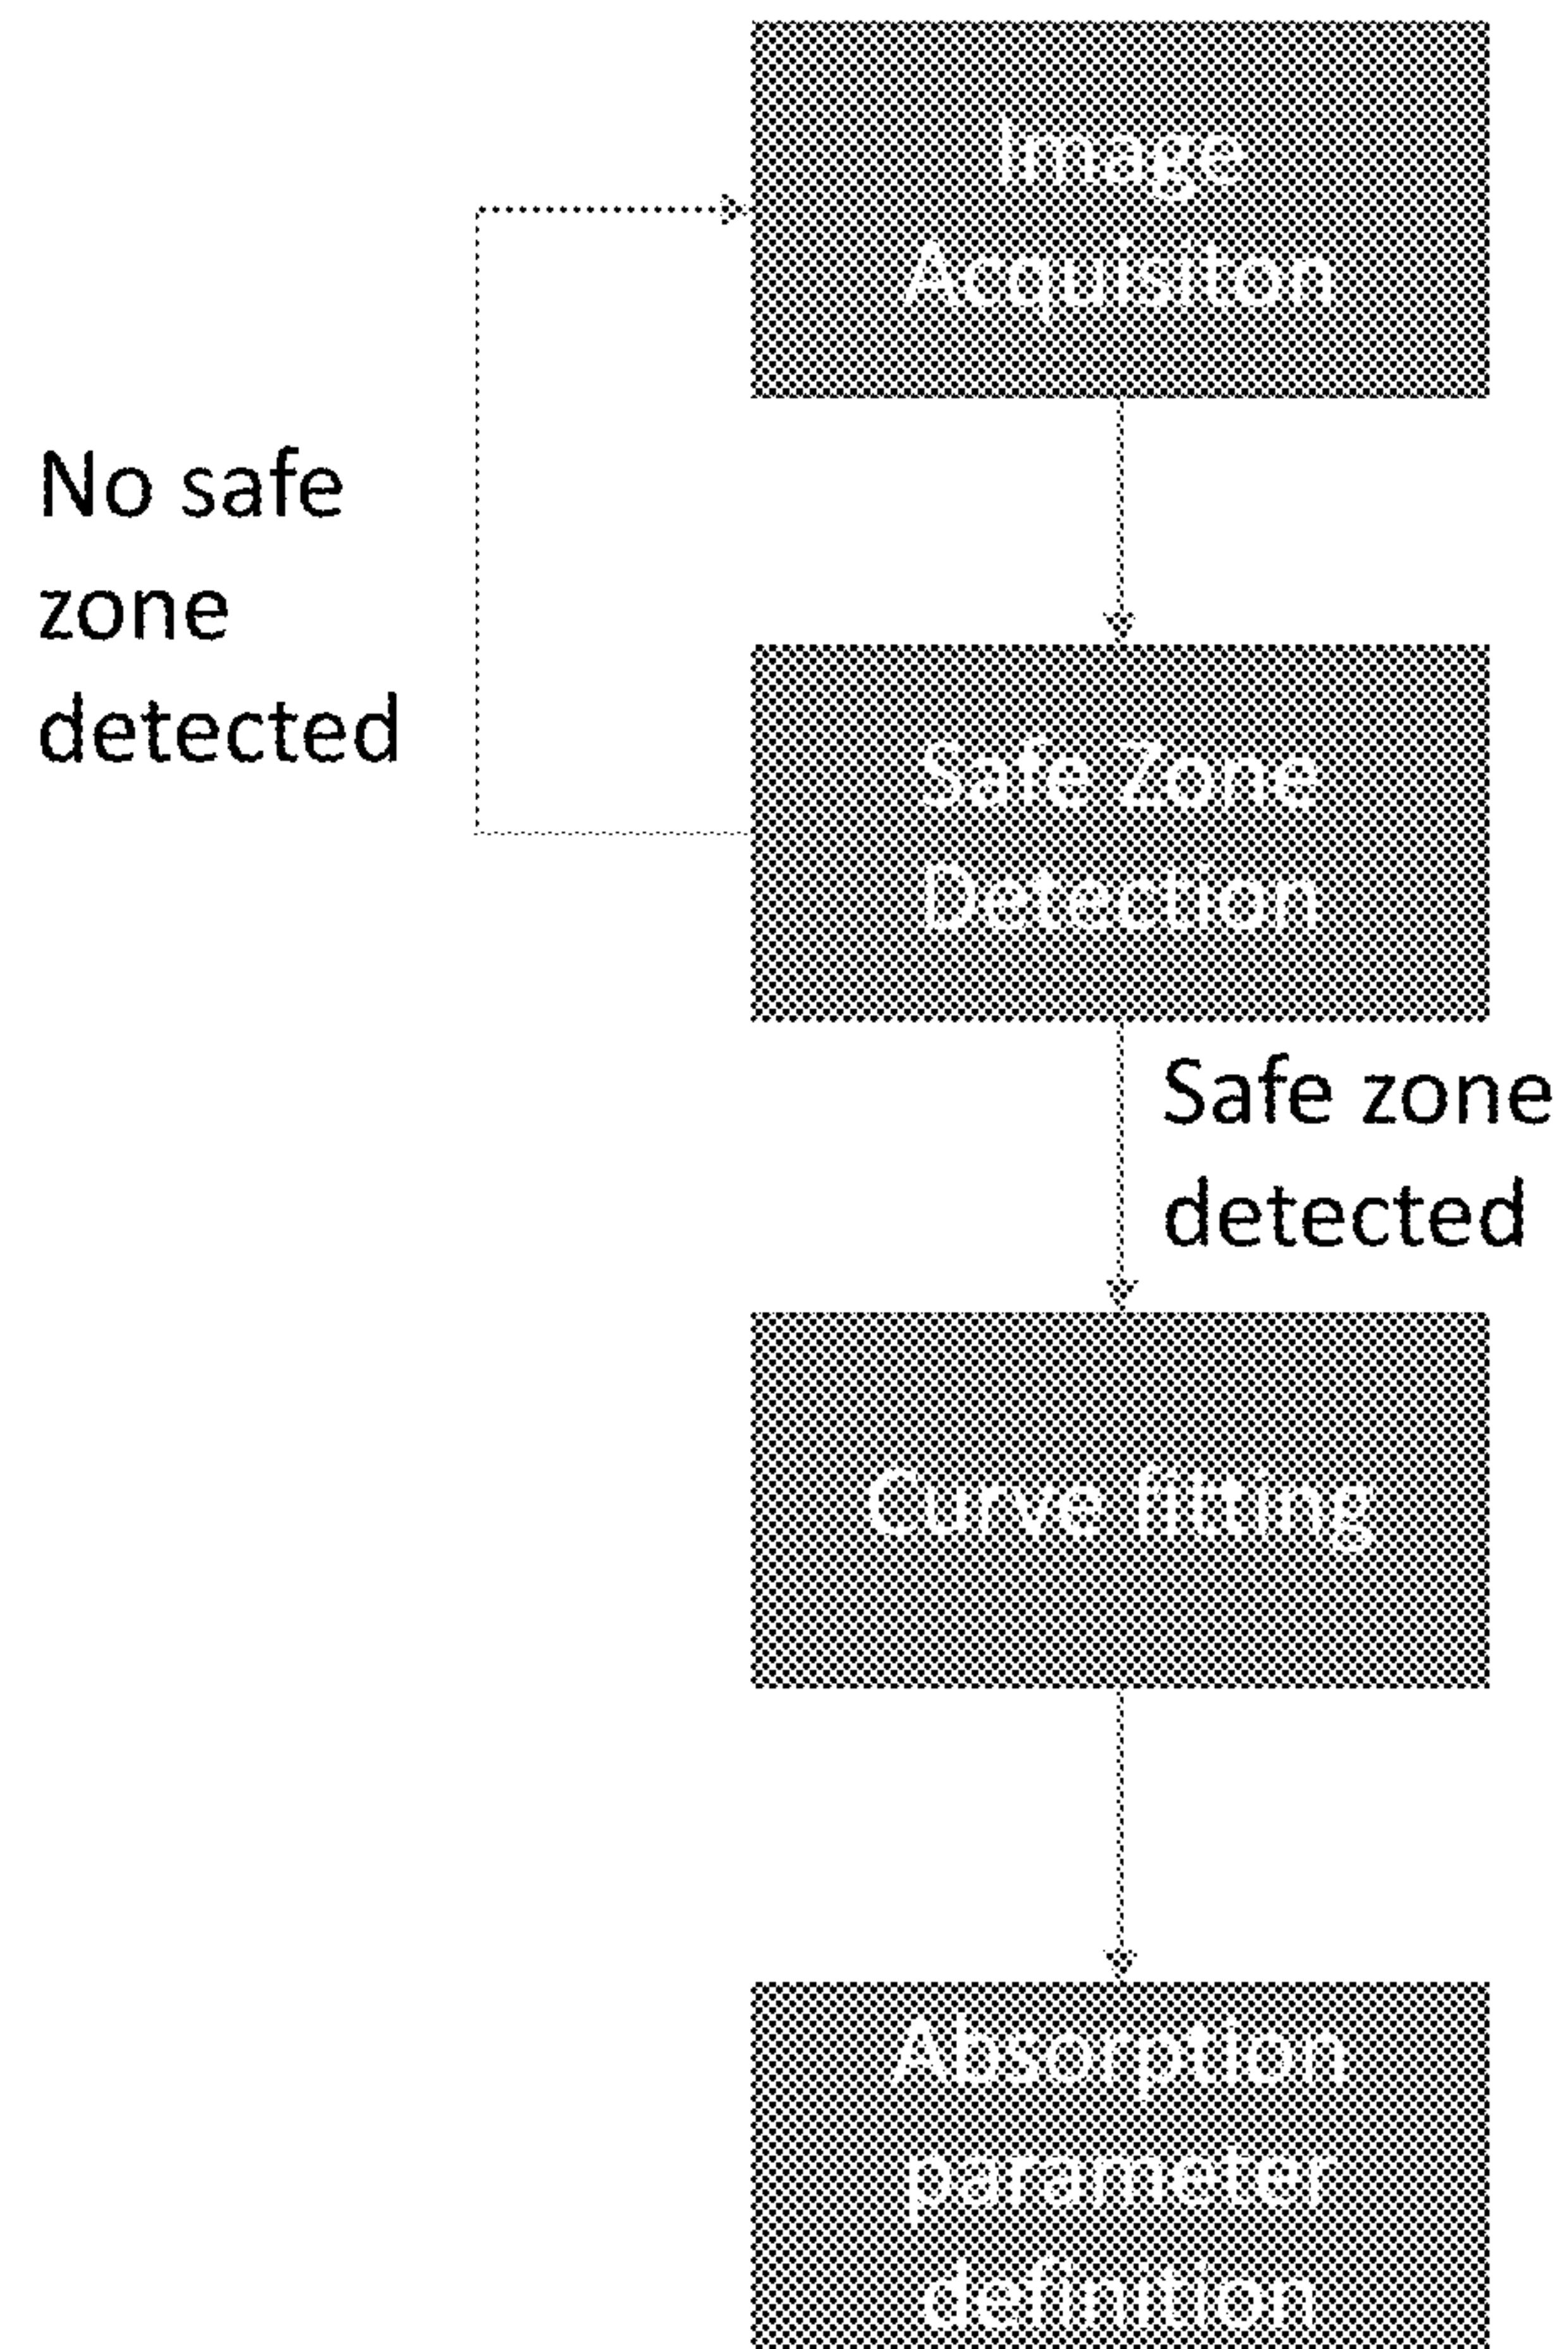 Image
Acquisiton
No safe
zone
detected
Safe Zone
Detection
Safe zone
detected
Curve fitting
Absorption
parameter
definition